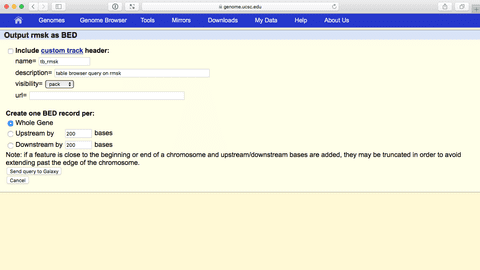 genome.ucsc.edu
Genomes Genome Browser Tools Mirrors Downloads My Data Help About Us
Output rmsk as BED
Include custom track header:
name= tb_rmsk
description= table browser query on rmsk
visibility= pack
url=
Create one BED record per:
Whole Gene
Upstream by 200 bases
Downstream by 200 bases
Note: if a feature is close to the beginning or end of a chromosome and upstream/downstream bases are added, they may be truncated in order to avoid
extending past the edge of the chromosome.
Send query to Galaxy
Cancel